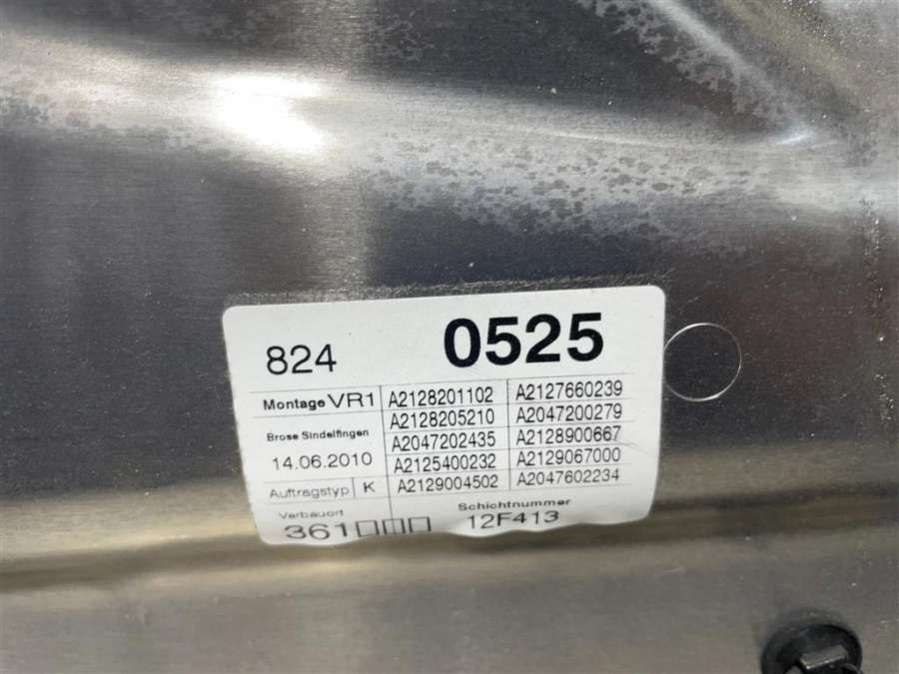 824 0525
Montage VR1 A2128201102 A2127660239
A2128205210 A2047200279
Brose Sindelfingen A2047202435 A2128900667
14.06.2010 A2125400232 A2129067000
Auftragstyp K A2129004502 A2047602234
Verbauort Schichtnummer
361□□□ 12F413